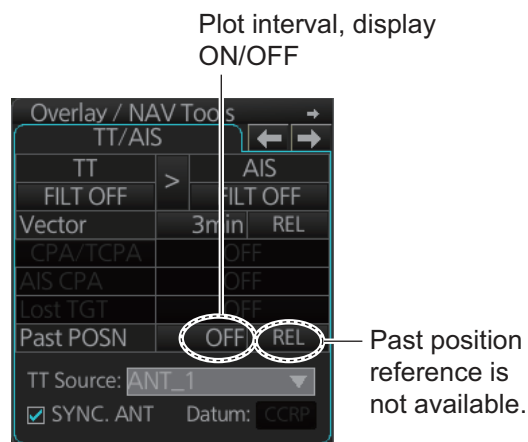 Plot interval, display
ON/OFF
Overlay / NAV Tools
TT/AIS
TT > AIS
FILT OFF FILT OFF
Vector 3min REL
CPA/TCPA OFF
AIS CPA OFF
Lost TGT OFF
Past POSN OFF REL
Past position
reference is
not available.
TT Source: ANT_1
SYNC. ANT Datum: CCRP